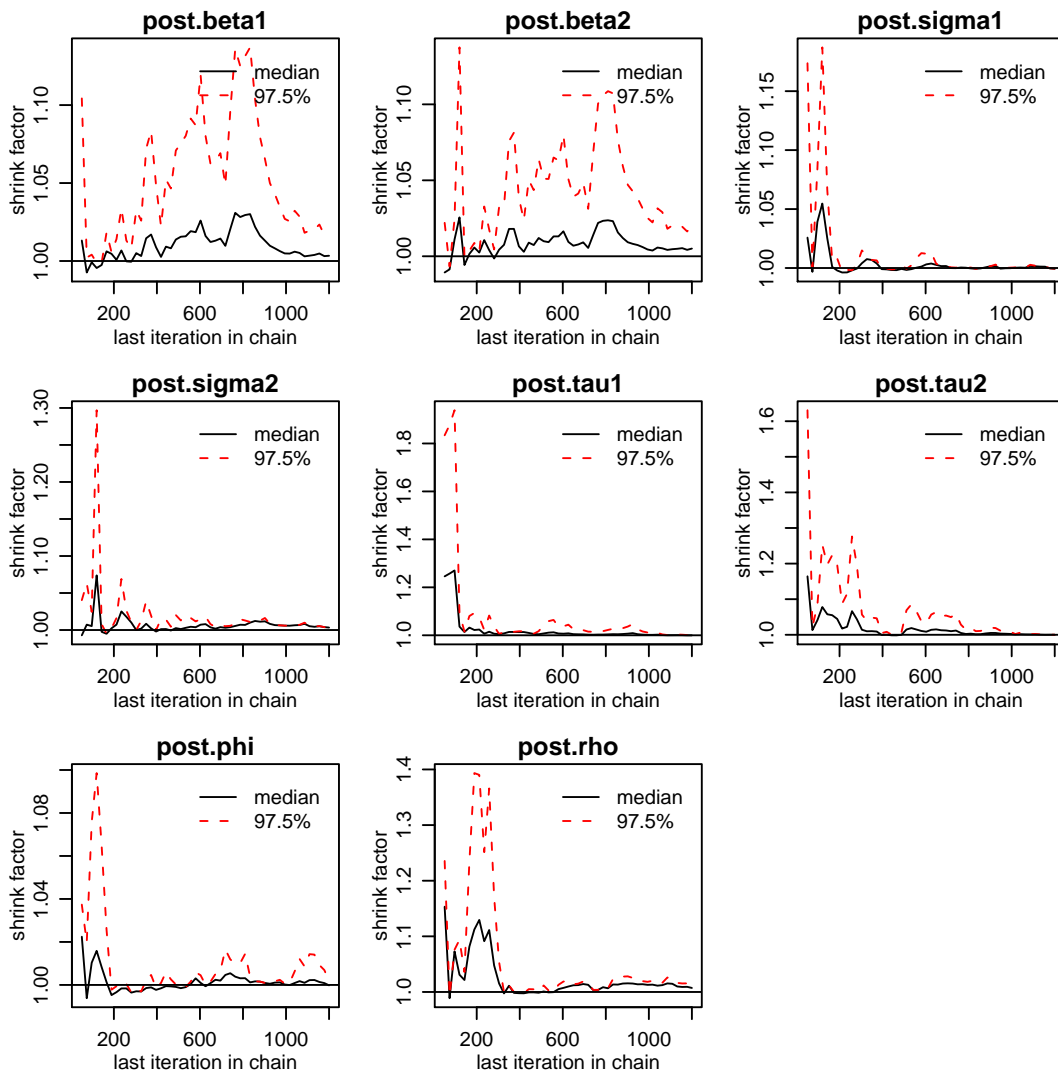 post.beta1
shrink factor
1.00 1.05 1.10
median
97.5%
200 600 1000
last iteration in chain
post.beta2
shrink factor
1.00 1.05 1.10
median
97.5%
200 600 1000
last iteration in chain
post.sigma1
shrink factor
1.00 1.05 1.10 1.15
median
97.5%
200 600 1000
last iteration in chain
post.sigma2
shrink factor
1.00 1.10 1.20 1.30
median
97.5%
200 600 1000
last iteration in chain
post.tau1
shrink factor
1.0 1.2 1.4 1.6 1.8
median
97.5%
200 600 1000
last iteration in chain
post.tau2
shrink factor
1.0 1.2 1.4 1.6
median
97.5%
200 600 1000
last iteration in chain
post.phi
shrink factor
1.00 1.04 1.08
median
97.5%
200 600 1000
last iteration in chain
post.rho
shrink factor
1.0 1.1 1.2 1.3 1.4
median
97.5%
200 600 1000
last iteration in chain